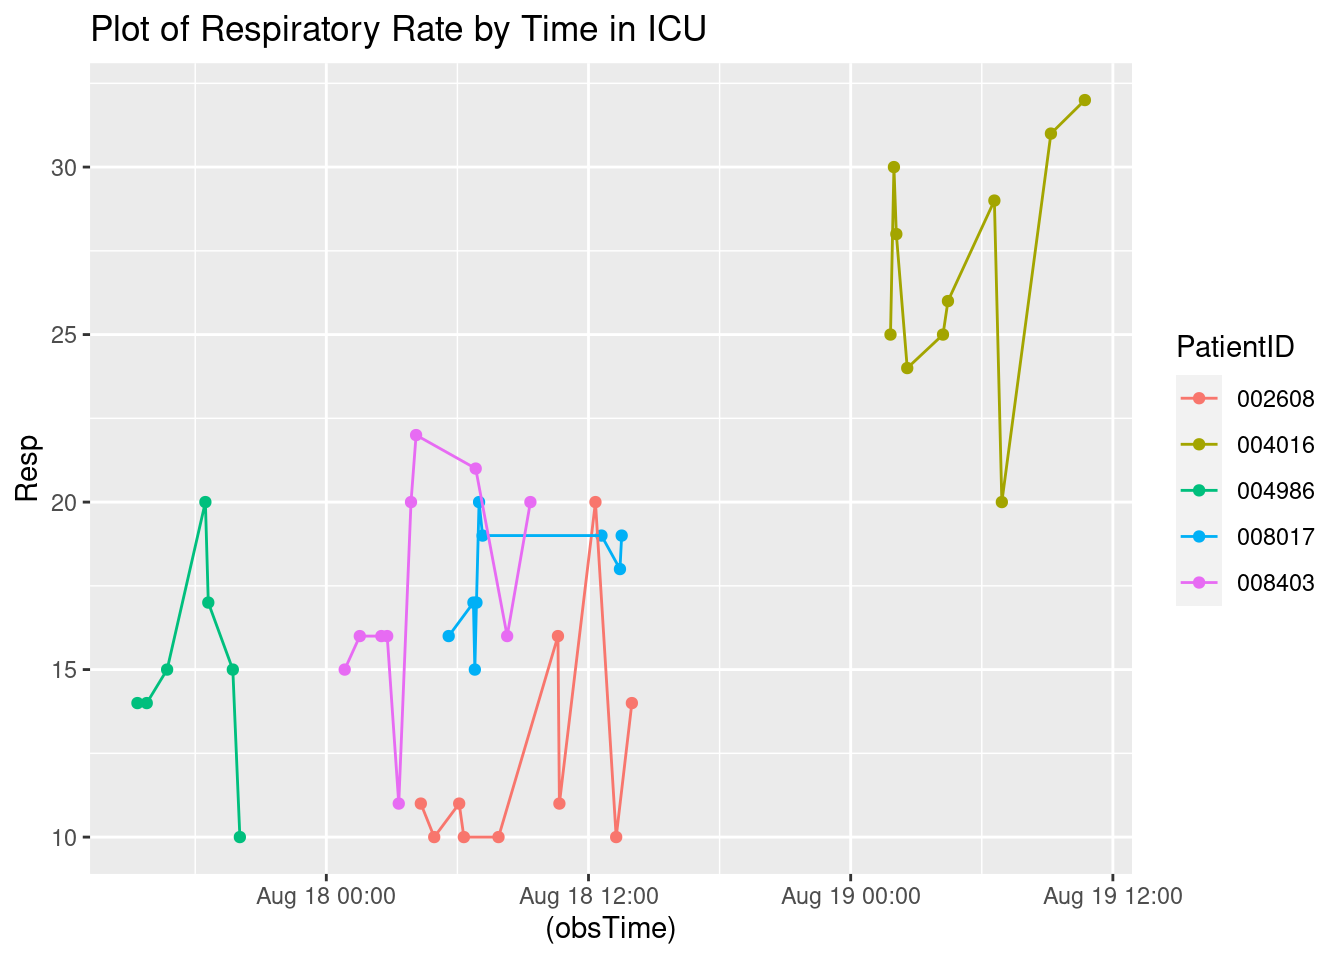 Plot of Respiratory Rate by Time in ICU
30
25
20
15
10
Resp
Aug 18 00:00
Aug 18 12:00
Aug 19 00:00
Aug 19 12:00
(obsTime)
PatientID
002608
004016
004986
008017
008403